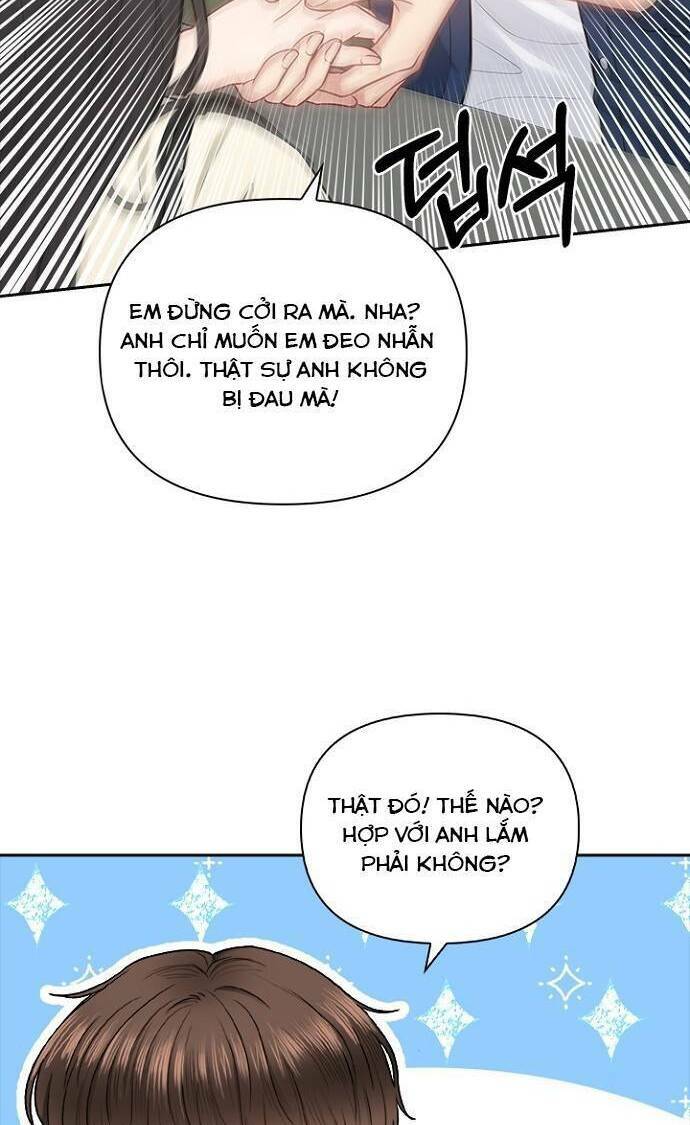 덥석
EM ĐỪNG CỞI RA MÀ. NHA?
ANH CHỈ MUỐN EM ĐEO NHẪN
THÔI. THẬT SỰ ANH KHÔNG
BỊ ĐAU MÀ!
THẬT ĐÓ! THẾ NÀO?
HỢP VỚI ANH LẮM
PHẢI KHÔNG?